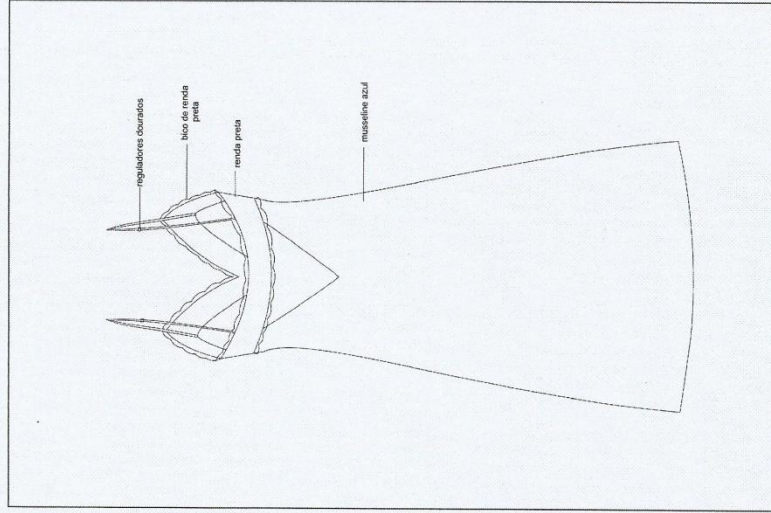 reguladores dourados
bico de renda
preta
renda preta
musseline azul